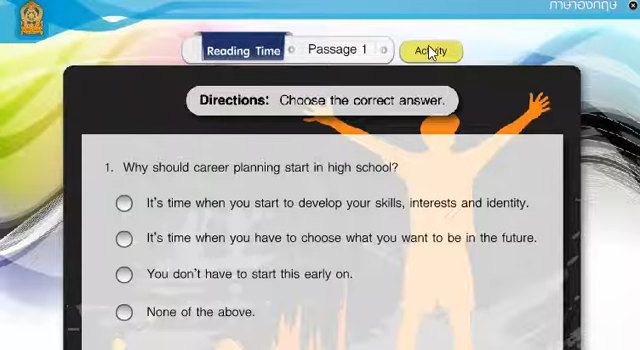 ภาษาอังกฤษ
Reading Time
Passage 1
Activity
Directions: Choose the correct answer.
1. Why should career planning start in high school?
It's time when you start to develop your skills, interests and identity.
It's time when you have to choose what you want to be in the future.
You don't have to start this early on.
None of the above.